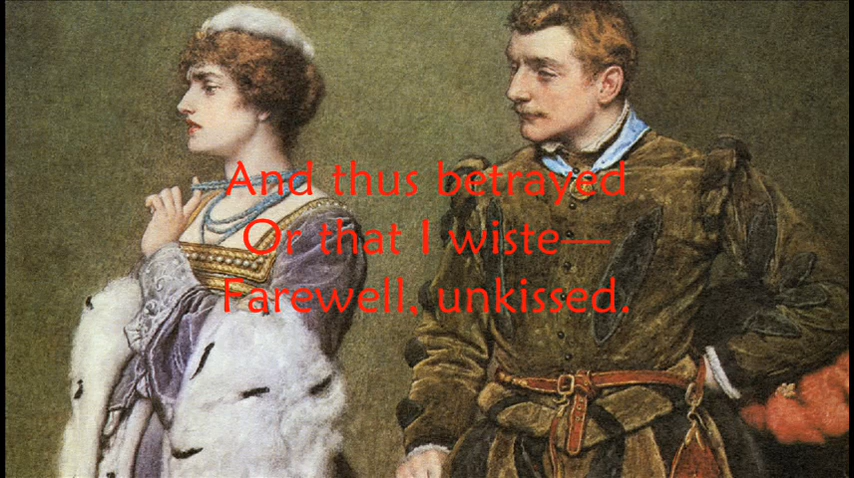 And thus betrayed
Or that I wiste—
Farewell, unkissed.